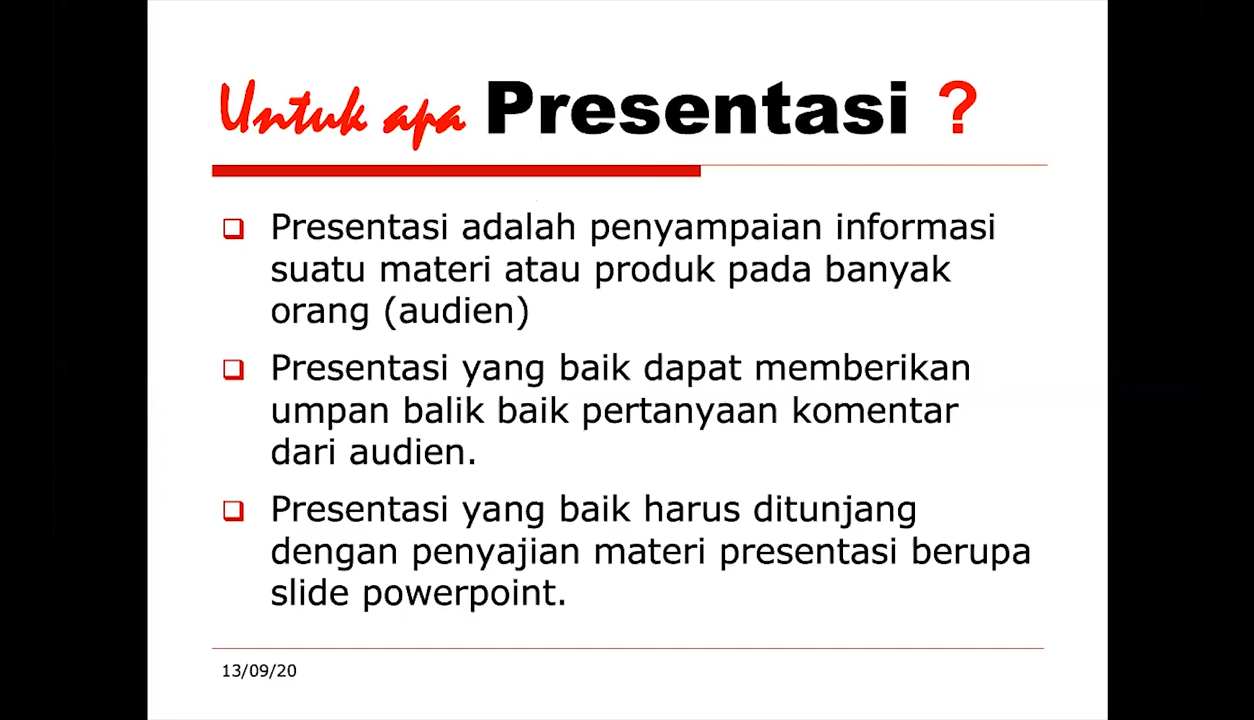 Untuk apa Presentasi ?
Presentasi adalah penyampaian informasi
suatu materi atau produk pada banyak
orang (audien)
Presentasi yang baik dapat memberikan
umpan balik baik pertanyaan komentar
dari audien.
Presentasi yang baik harus ditunjang
dengan penyajian materi presentasi berupa
slide powerpoint.
13/09/20